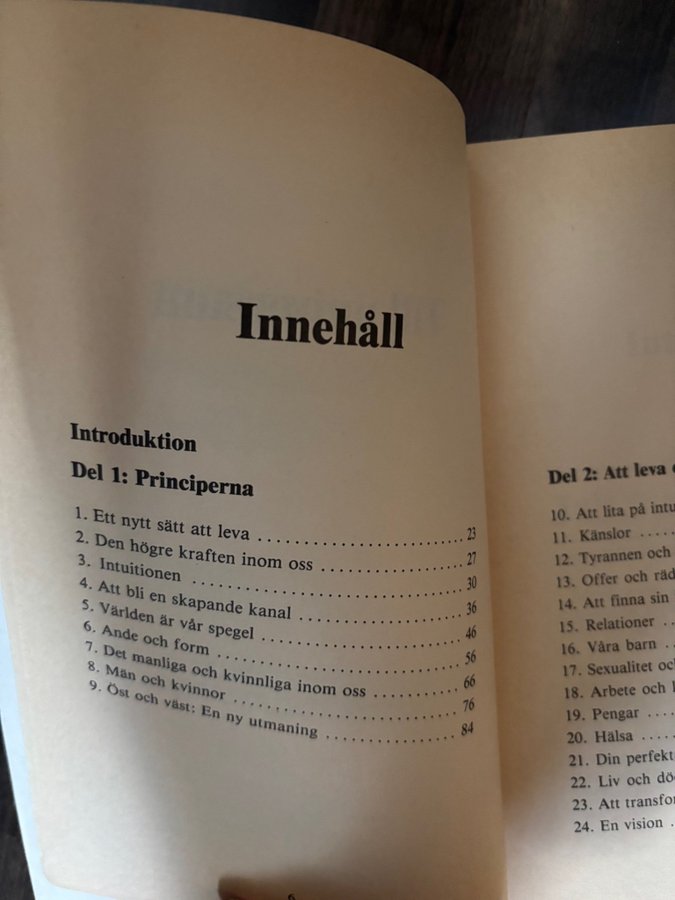 Innehåll
Introduktion
Del 1: Principerna
1. Ett nytt sätt att leva ........................ 23
2. Den högre kraften inom oss ................ 27
3. Intuitionen ........................ 30
4. Att bli en skapande kanal .................. 36
5. Världen är vår spegel ...................... 46
6. Ande och form ........................ 56
7. Det manliga och kvinnliga inom oss ........... 66
8. Män och kvinnor ........................ 76
9. Öst och väst: En ny utmaning ................ 84
Del 2: Att leva
10. Att lita på intu
11. Känslor ........
12. Tyrannen och
13. Offer och räd
14. Att finna sin
15. Relationer ..
16. Våra barn ..
17. Sexualitet oc
18. Arbete och
19. Pengar ....
20. Hälsa .....
21. Din perfekt
22. Liv och dö
23. Att transfor
24. En vision .